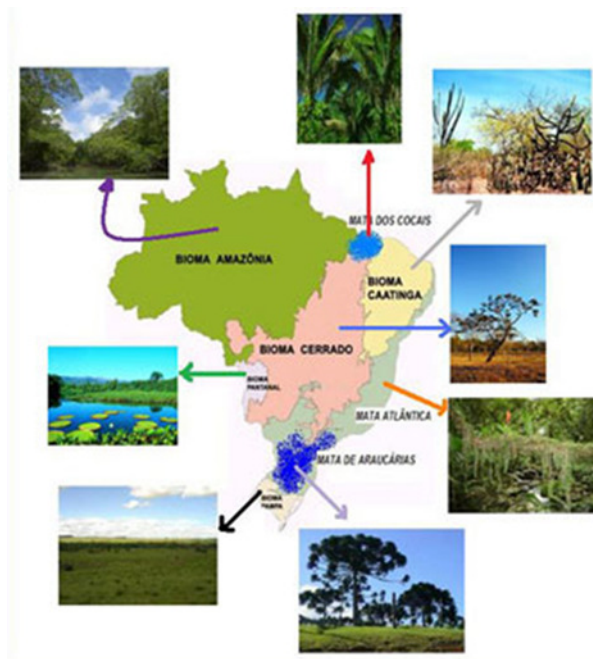 MATA DOS COCAIS
BIOMA AMAZÔNIA
BIOMA
CAATINGA
BIOMA CERRADO
BIOMA
PANTANAL
MATA ATLÂNTICA
MATA DE ARAUCÁRIAS
BIOMA
PAMPA